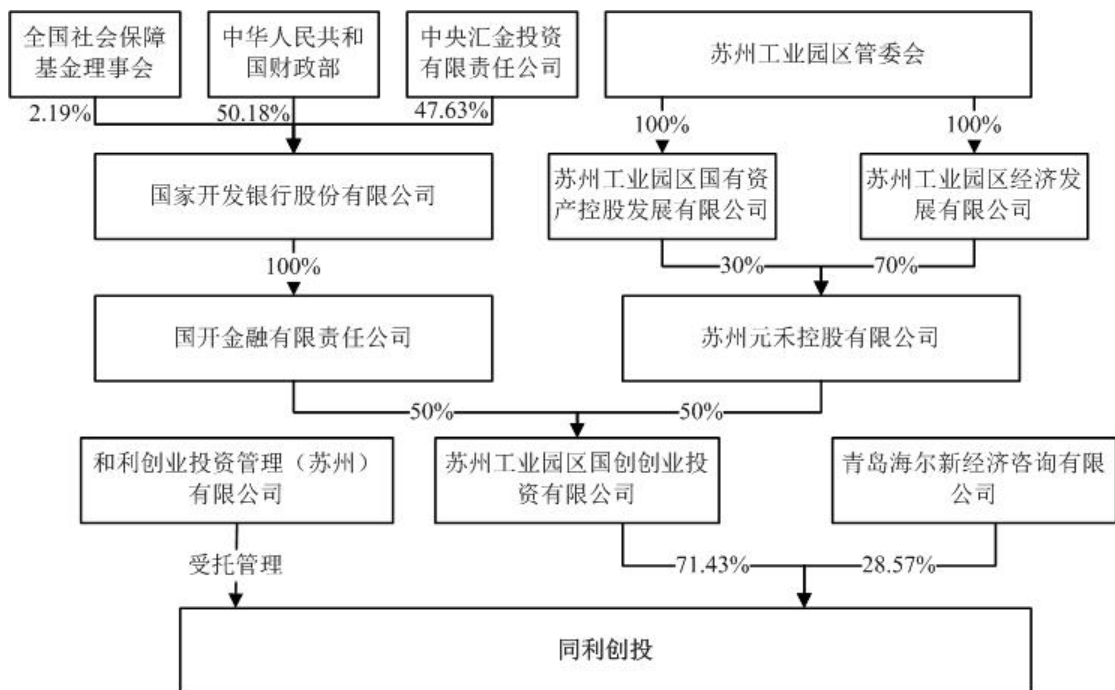 全国社会保障
基金理事会
中华人民共和
国财政部
中央汇金投资
有限责任公司
苏州工业园区管委会
2.19%
50.18%
47.63%
100%
100%
国家开发银行股份有限公司
苏州工业园区国有资
产控股发展有限公司
苏州工业园区经济发
展有限公司
100%
30%
70%
国开金融有限责任公司
苏州元禾控股有限公司
50%
50%
和利创业投资管理（苏州）
有限公司
苏州工业园区国创创业投
资有限公司
青岛海尔新经济咨询有限
公司
受托管理
71.43%
28.57%
同利创投